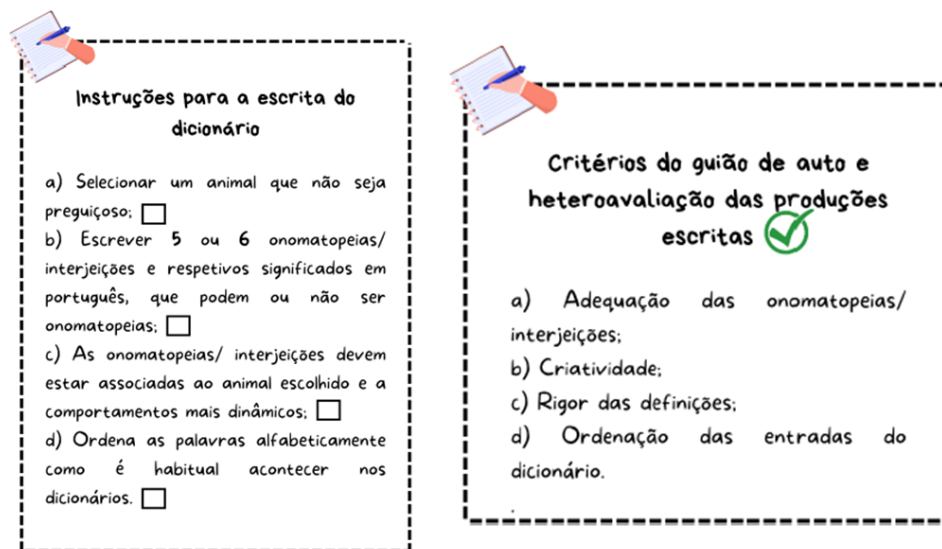 Instruções para a escrita do
dicionário
a) Selecionar um animal que não seja
preguiçoso;
b) Escrever 5 ou 6 onomatopeias/
interjeições e respetivos significados em
português, que podem ou não ser
onomatopeias;
c) As onomatopeias/ interjeições devem
estar associadas ao animal escolhido e a
comportamentos mais dinâmicos;
d) Ordena as palavras alfabeticamente
como é habitual acontecer nos
dicionários.
Critérios do guião de auto e
heteroavaliação das produções
escritas
a) Adequação das onomatopeias/
interjeições;
b) Criatividade;
c) Rigor das definições;
d) Ordenação das entradas do
dicionário.
.